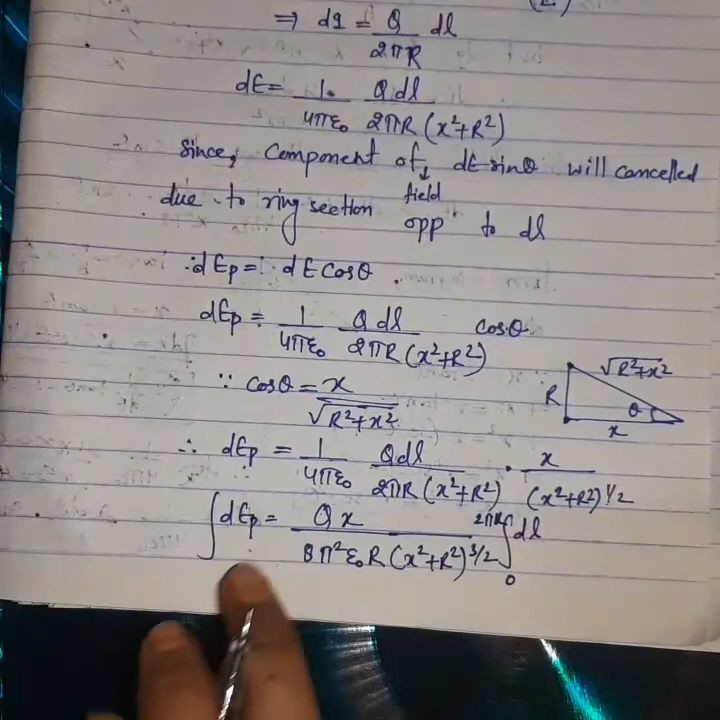 (2)
⇒ dq = Q/2πR dl
dE = 1/4πε₀ Q dl/2πR (x²+R²)
Since, Component of dE sinθ will cancelled
field
due to ring section opp to dl
∴ dEp = dE Cosθ
dEp = 1/4πε₀ Q dl/2πR (x²+R²) Cosθ
∵ Cosθ = x/√R²+x²
√R²+x²
R
θ
x
∴ dEp = 1/4πε₀ Q dl/2πR (x²+R²) · x/(x²+R²)^1/2
∫dEp = Q x/8π²ε₀R (x²+R²)^3/2 ∫₀^2πR dl